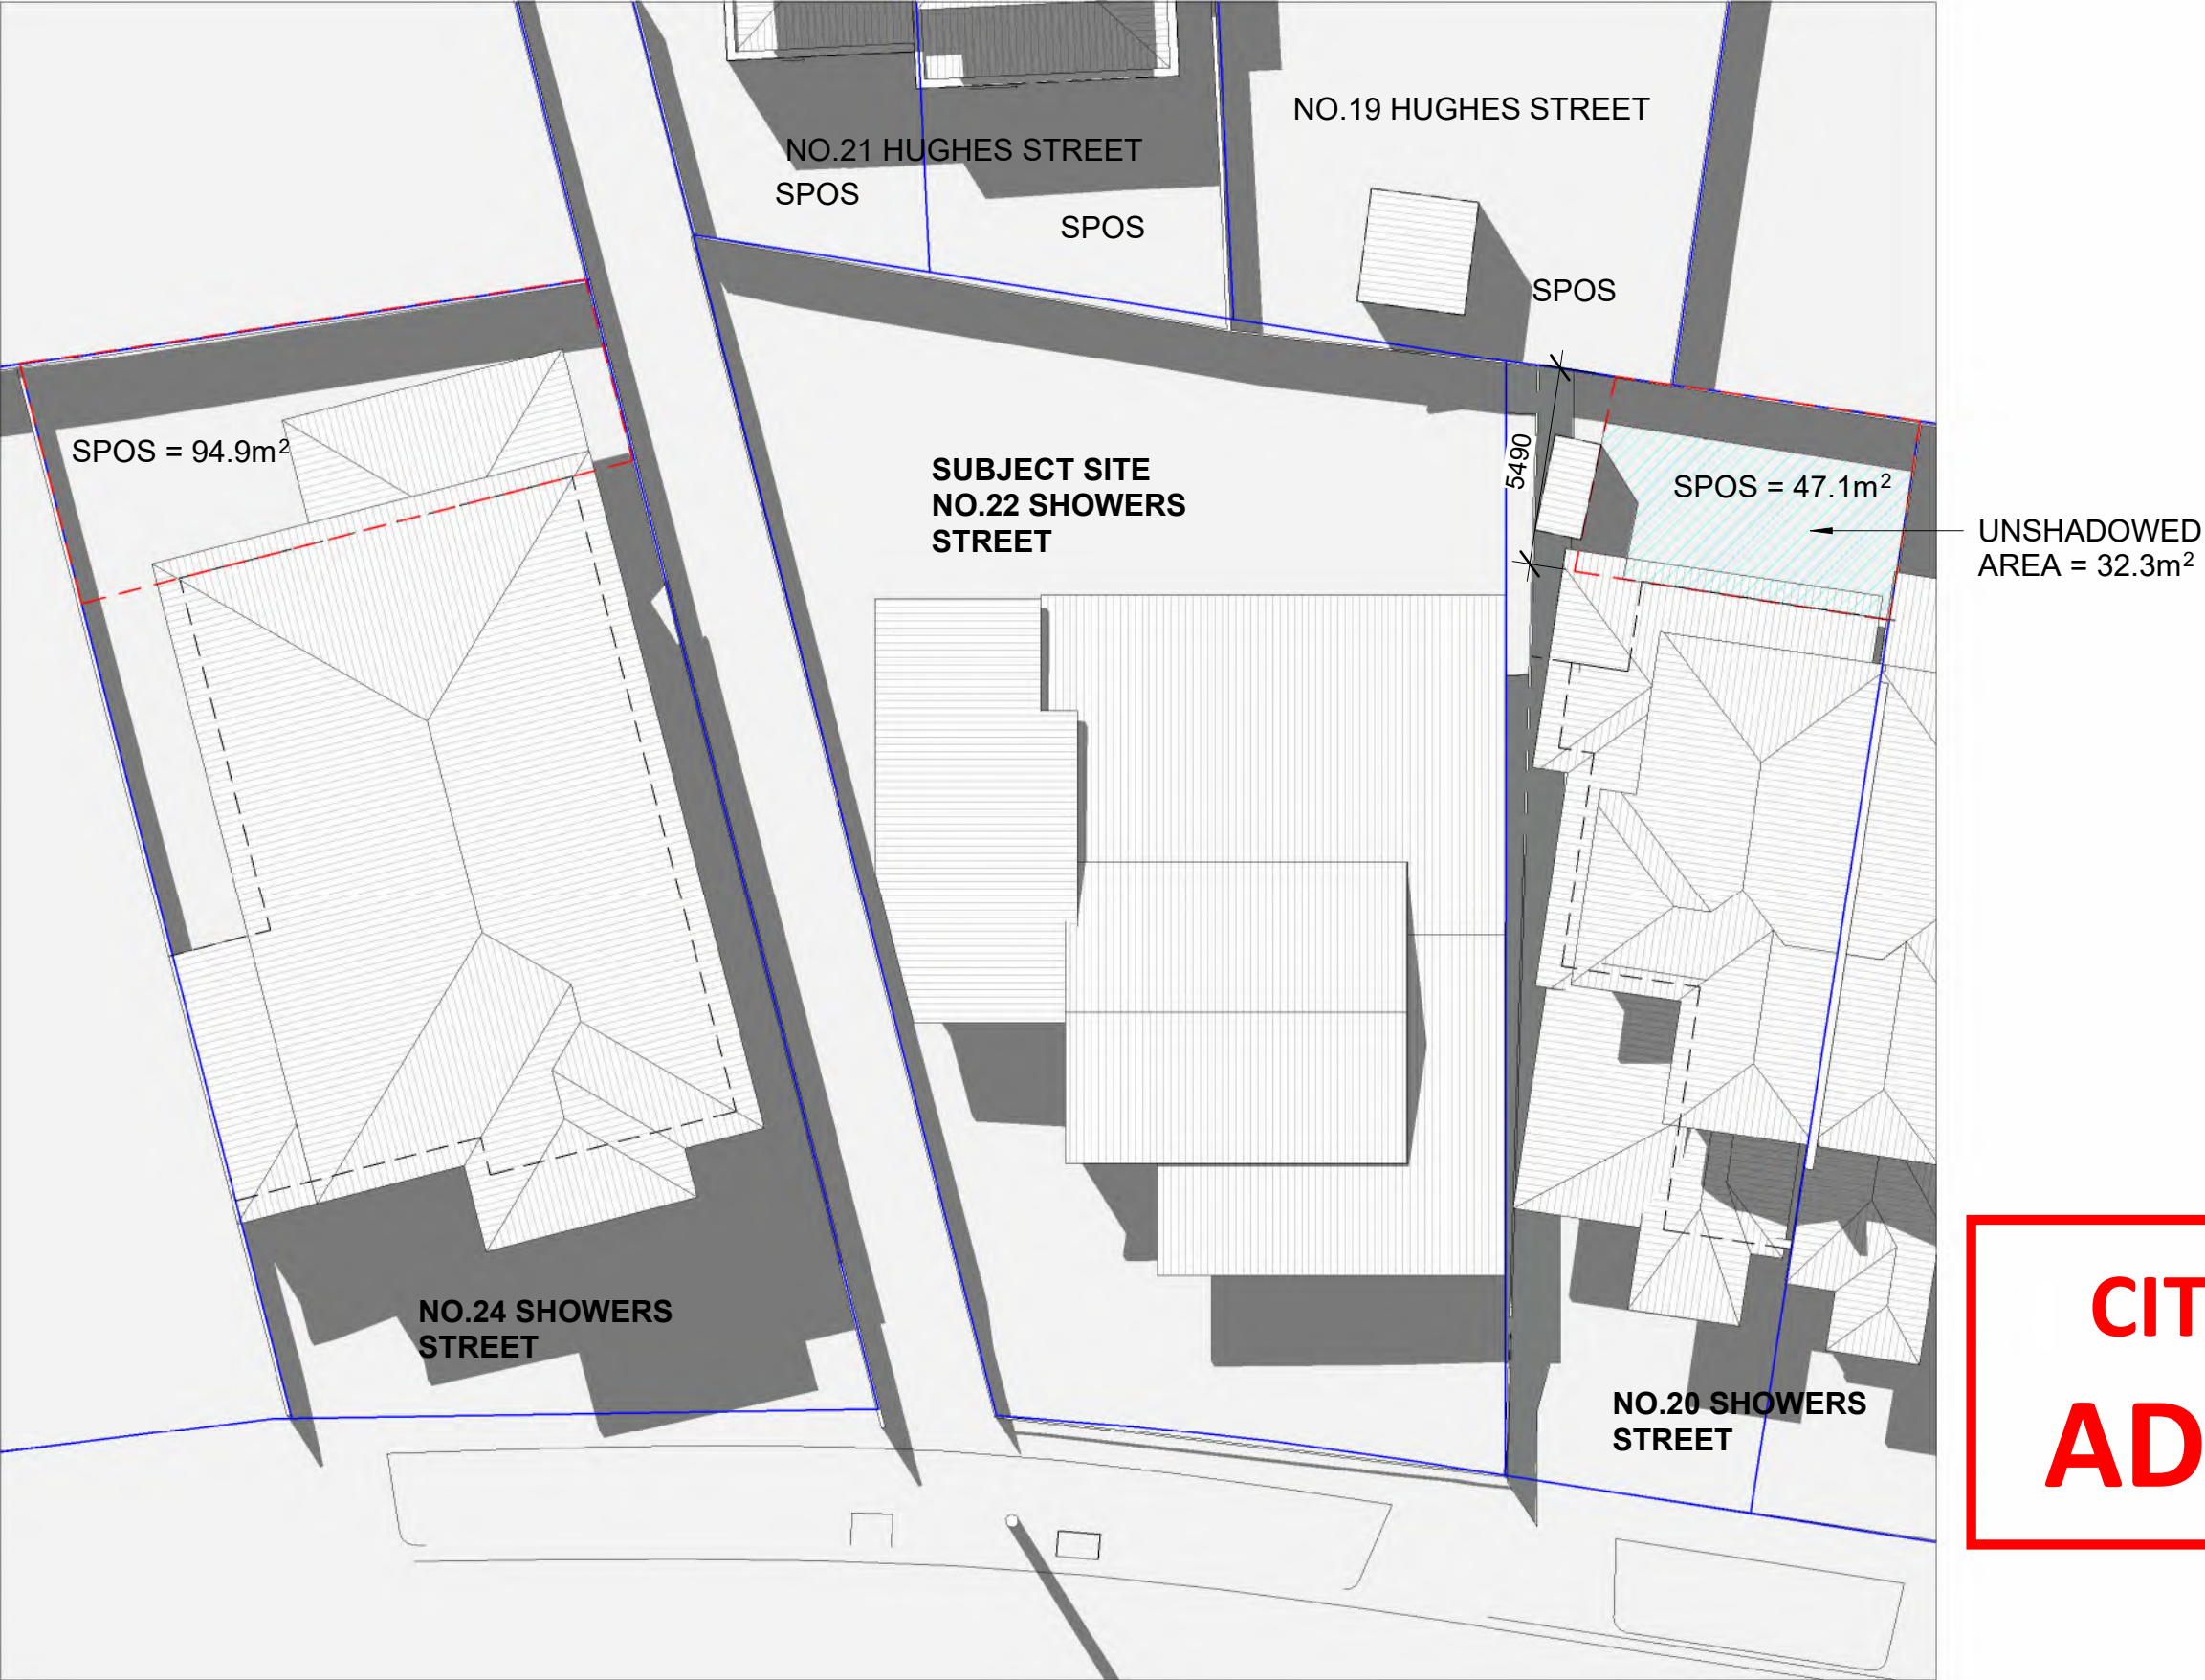 NO.19 HUGHES STREET
NO.21 HUGHES STREET
SPOS
SPOS
SPOS
SPOS = 94.9m²
SUBJECT SITE
NO.22 SHOWERS
STREET
5490
SPOS = 47.1m²
UNSHADOWED
AREA = 32.3m²
NO.24 SHOWERS
STREET
NO.20 SHOWERS
STREET
CIT
AD